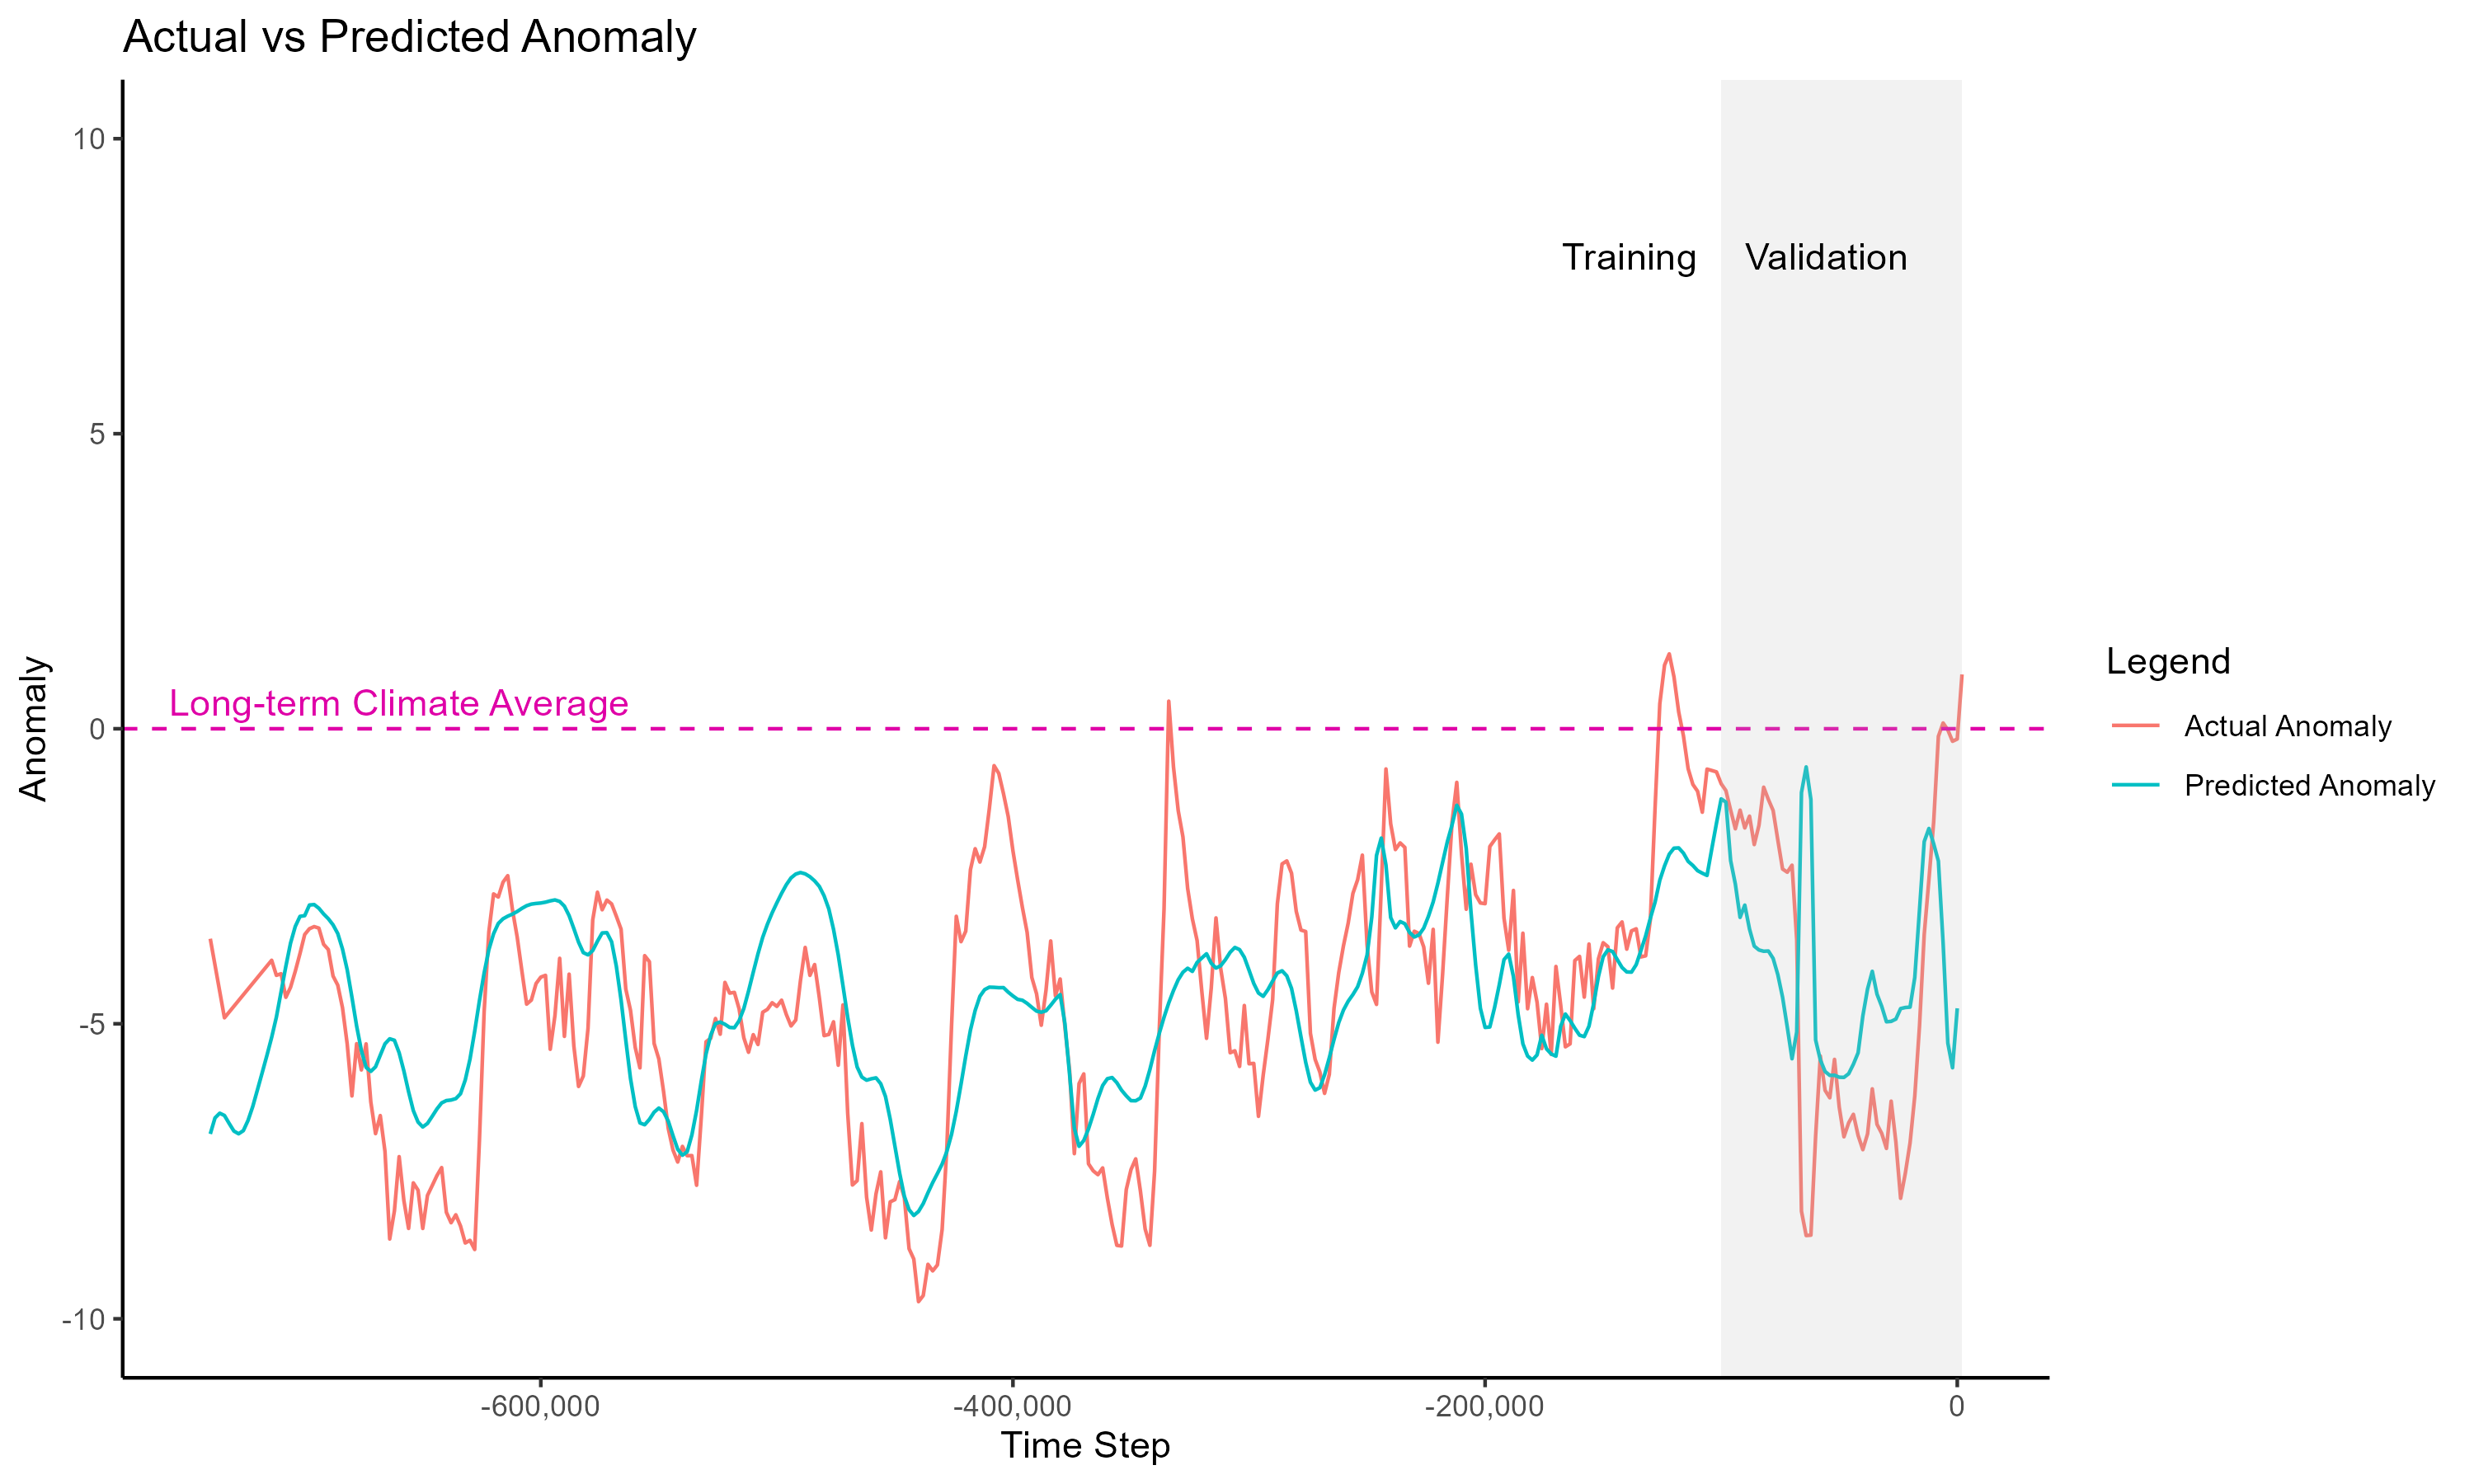 Actual vs Predicted Anomaly
10
5
0
-5
-10
Anomaly
Training
Validation
Long-term Climate Average
-600,000
-400,000
-200,000
0
Time Step
Legend
Actual Anomaly
Predicted Anomaly